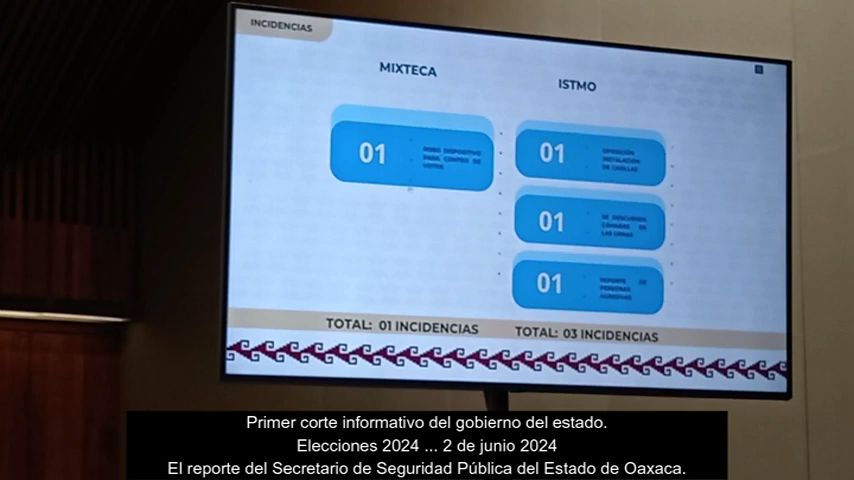 INCIDENCIAS
MIXTECA
ISTMO
01
ROBO DISPOSITIVO
PARA CONTEO DE
VOTOS
01
OPOSICIÓN
INSTALACIÓN
DE CASILLAS
01
SE DESCUBREN
CÁMARAS EN
LAS URNAS
01
REPORTE DE
PERSONAS
AGRESIVAS
TOTAL: 01 INCIDENCIAS
TOTAL: 03 INCIDENCIAS
Primer corte informativo del gobierno del estado.
Elecciones 2024 ... 2 de junio 2024
El reporte del Secretario de Seguridad Pública del Estado de Oaxaca.